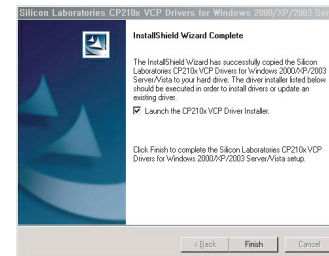 Silicon Laboratories CP210x VCP Drivers for Windows 2000/XP/2003 Ser
InstallShield Wizard Complete
The InstallShield Wizard has successfully copied the Silicon
Laboratories CP210x VCP Drivers for Windows 2000/XP/2003
Server/Vista to your hard drive. The driver installer listed below
should be executed in order to install drivers or update an
existing driver.
Launch the CP210x VCP Driver Installer.
Click Finish to complete the Silicon Laboratories CP210x VCP
Drivers for Windows 2000/XP/2003 Server/Vista setup.
< Back Finish Cancel